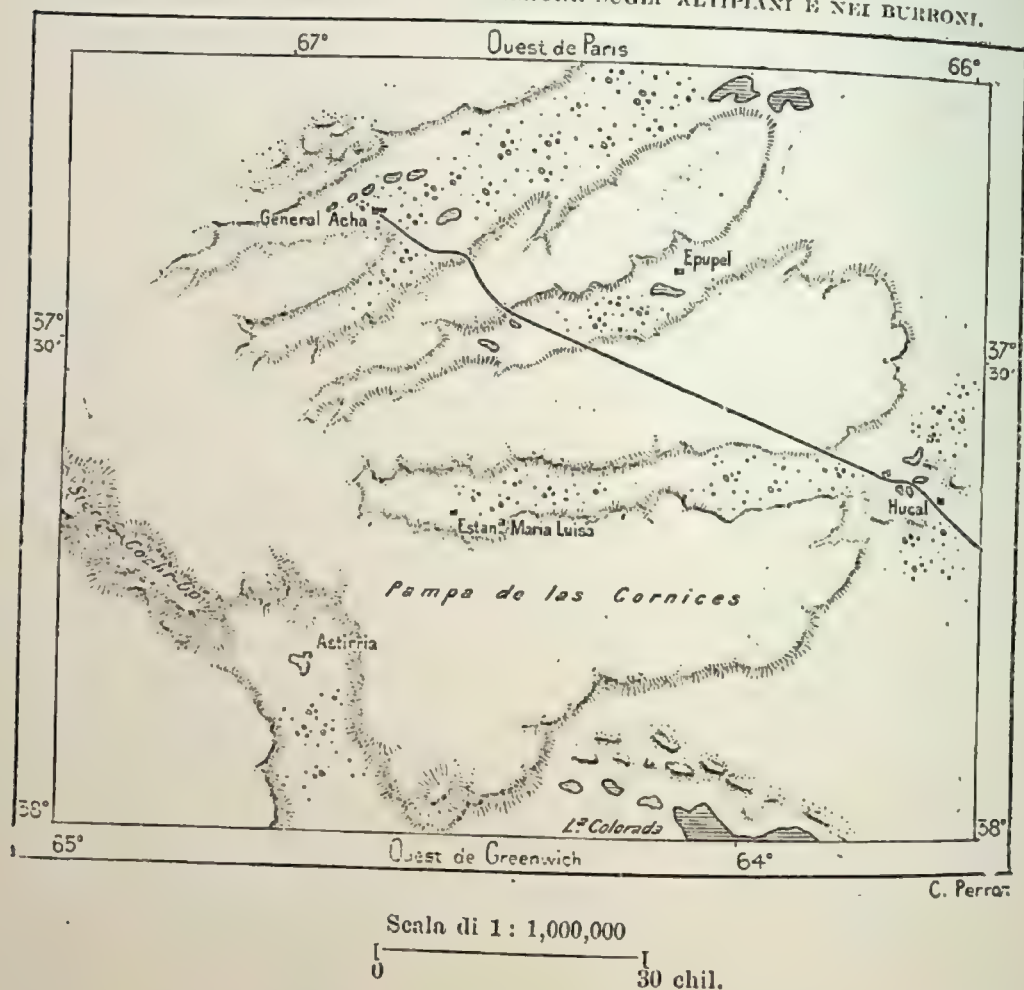 SUGLI ALTIPIANI E NEI BURRONI.
67° Ouest de Paris 66°
General Acha
Epupel
37° 30′
37° 30′
Hucal
Estanª Maria Luisa
Pampa de las Cornices
Astirria
Lª Colorada
38°
38°
65° Ouest de Greenwich 64°
C. Perron
Scala di 1 : 1,000,000
0 30 chil.